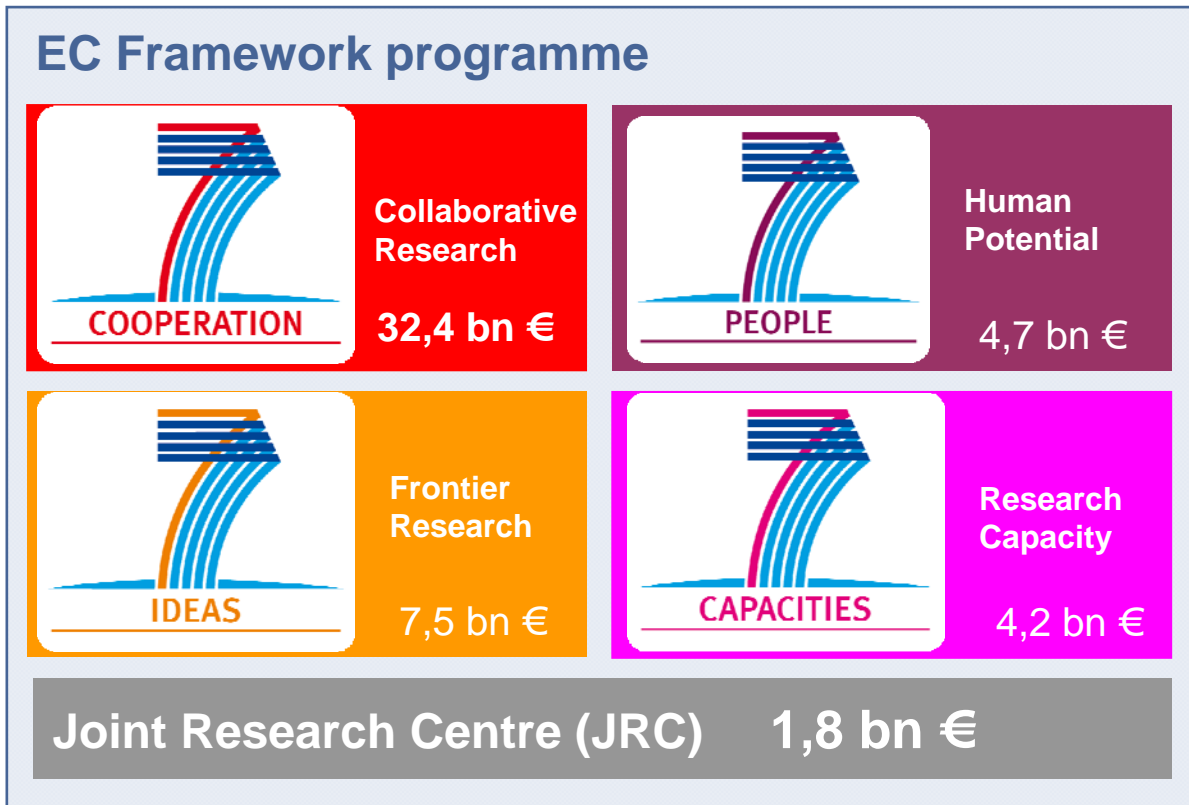 EC Framework programme
COOPERATION
Collaborative
Research
32,4 bn €
PEOPLE
Human
Potential
4,7 bn €
IDEAS
Frontier
Research
7,5 bn €
CAPACITIES
Research
Capacity
4,2 bn €
Joint Research Centre (JRC) 1,8 bn €